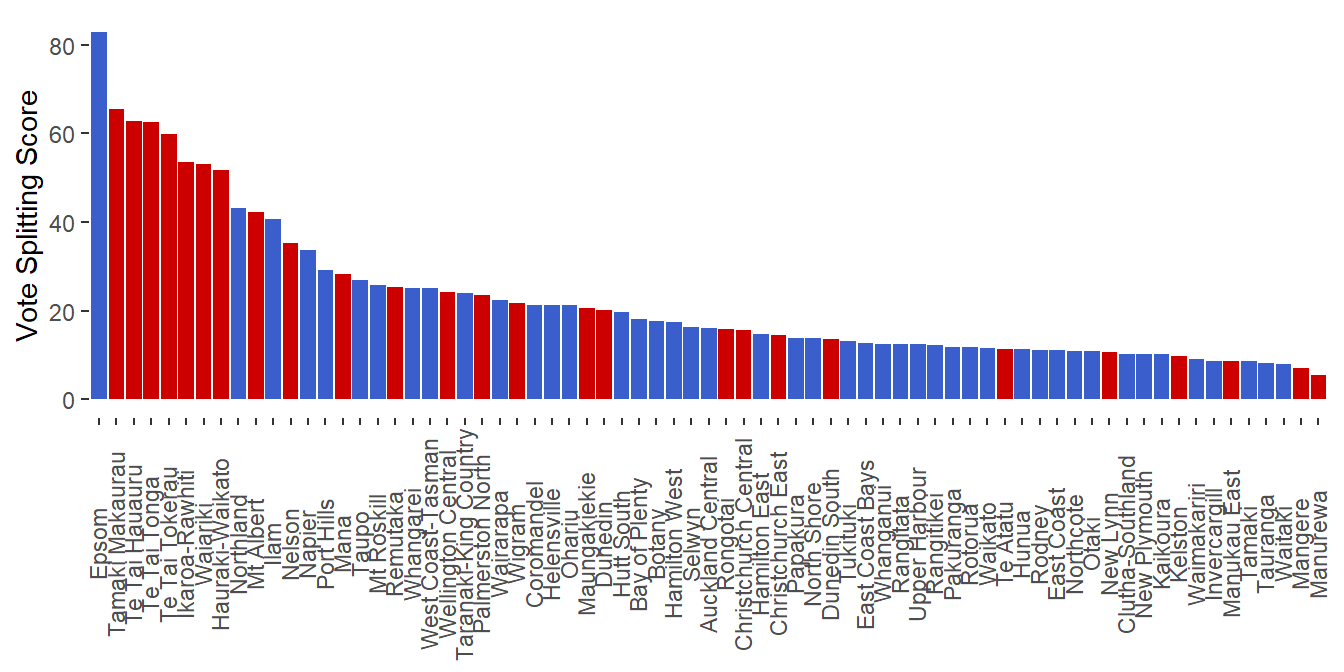 Vote Splitting Score
80
60
40
20
0
Epsom
Tamaki Makaurau
Te Tai Hauauru
Te Tai Tonga
Te Tai Tokerau
Ikaroa-Rawhiti
Waiariki
Hauraki-Waikato
Northland
Mt Albert
Ilam
Nelson
Napier
Port Hills
Mana
Taupo
Mt Roskill
Remutaka
Whangarei
West Coast-Tasman
Wellington Central
Taranaki-King Country
Palmerston North
Wairarapa
Wigram
Coromandel
Helensville
Ohariu
Maungakiekie
Dunedin
Hutt South
Bay of Plenty
Botany
Hamilton West
Selwyn
Auckland Central
Rongotai
Christchurch Central
Hamilton East
Christchurch East
Papakura
North Shore
Dunedin South
Tukituki
East Coast Bays
Whanganui
Rangitata
Upper Harbour
Rangitikei
Pakuranga
Rotorua
Waikato
Te Atatu
Hunua
Rodney
East Coast
Northcote
Otaki
New Lynn
Clutha-Southland
New Plymouth
Kaikoura
Kelston
Waimakariri
Invercargill
Manukau East
Tamaki
Tauranga
Waitaki
Mangere
Manurewa